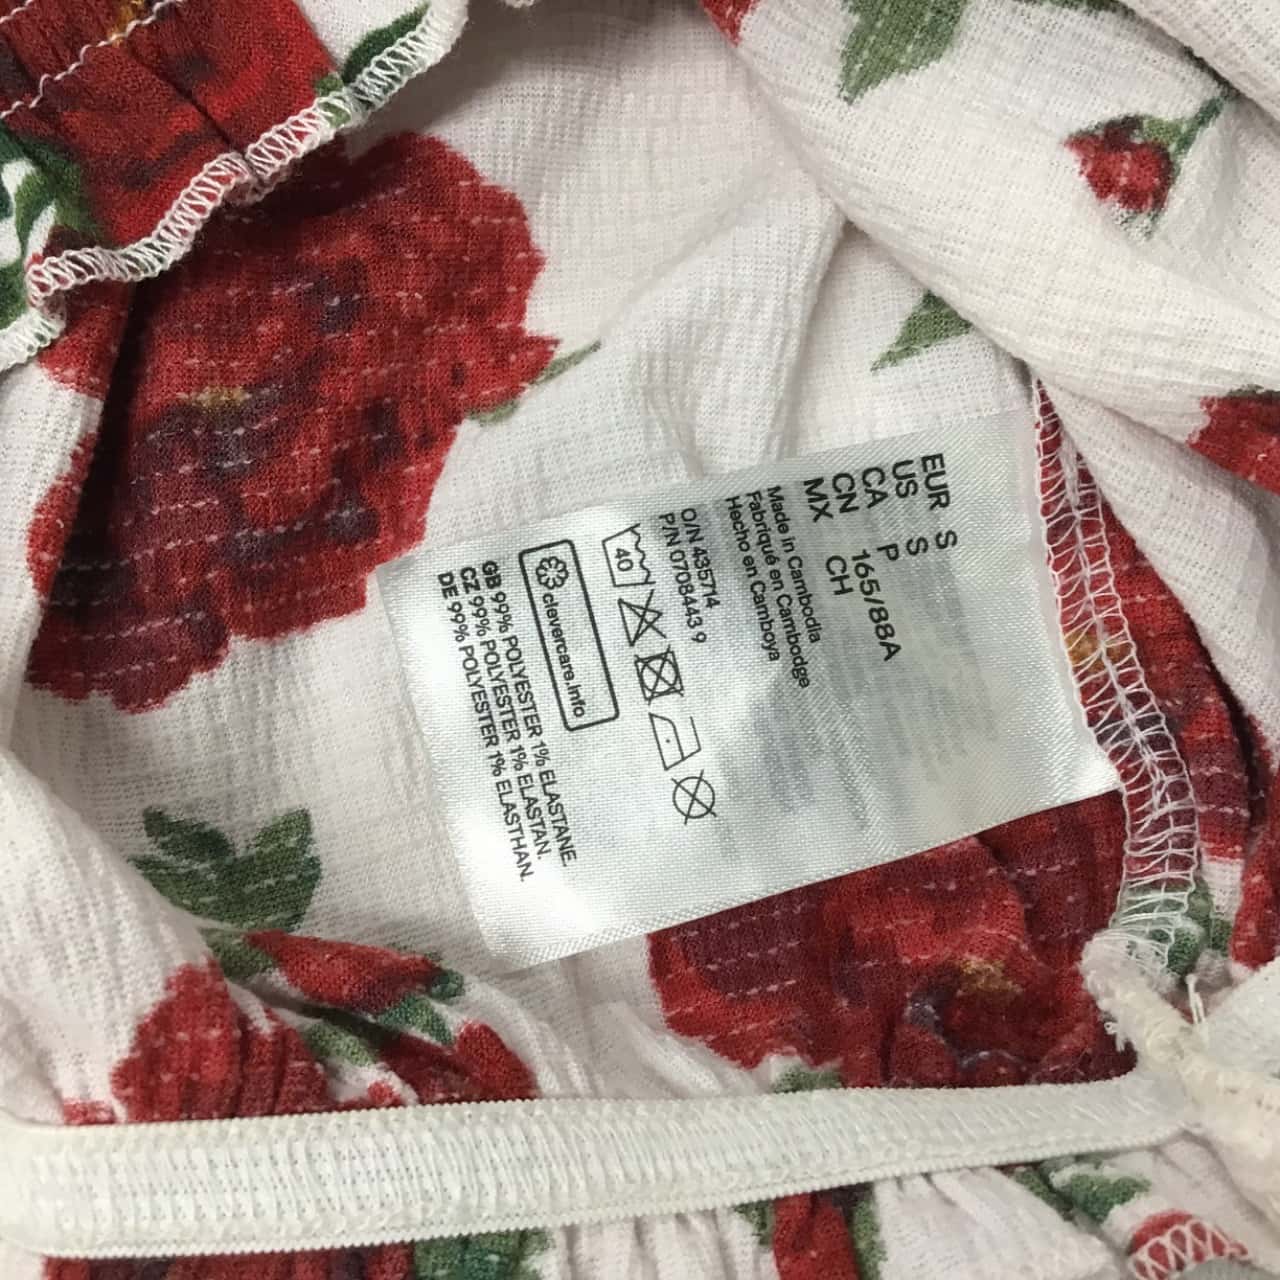 EUR S
US S
CA P
CN 165/88A
MX CH
Made in Cambodia
Fabriqué en Cambodge
Hecho en Camboya
O/N 435714
P/N 0708443 9
40
clevercare.info
GB 99% POLYESTER 1% ELASTANE.
CZ 99% POLYESTER 1% ELASTAN.
DE 99% POLYESTER 1% ELASTHAN.